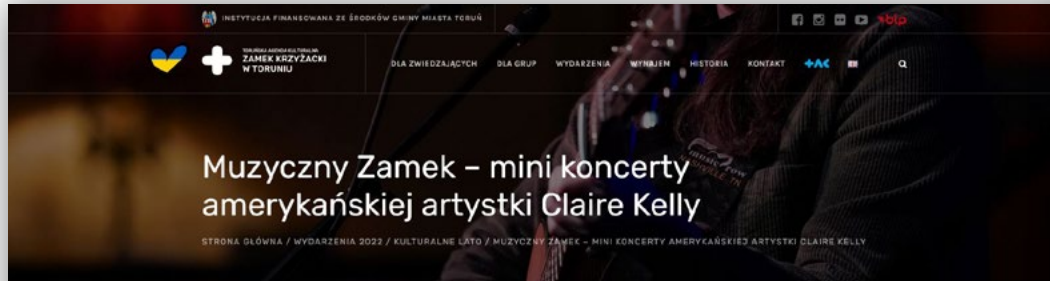 INSTYTUCJA FINANSOWANA ZE ŚRODKÓW GMINY MIASTA TORUŃ
blp
TORUŃSKA AGENDA KULTURALNA
ZAMEK KRZYŻACKI
W TORUNIU
DLA ZWIEDZAJĄCYCH DLA GRUP WYDARZENIA WYNAJEM HISTORIA KONTAKT
Muzyczny Zamek – mini koncerty
amerykańskiej artystki Claire Kelly
STRONA GŁÓWNA / WYDARZENIA 2022 / KULTURALNE LATO / MUZYCZNY ZAMEK – MINI KONCERTY AMERYKAŃSKIEJ ARTYSTKI CLAIRE KELLY